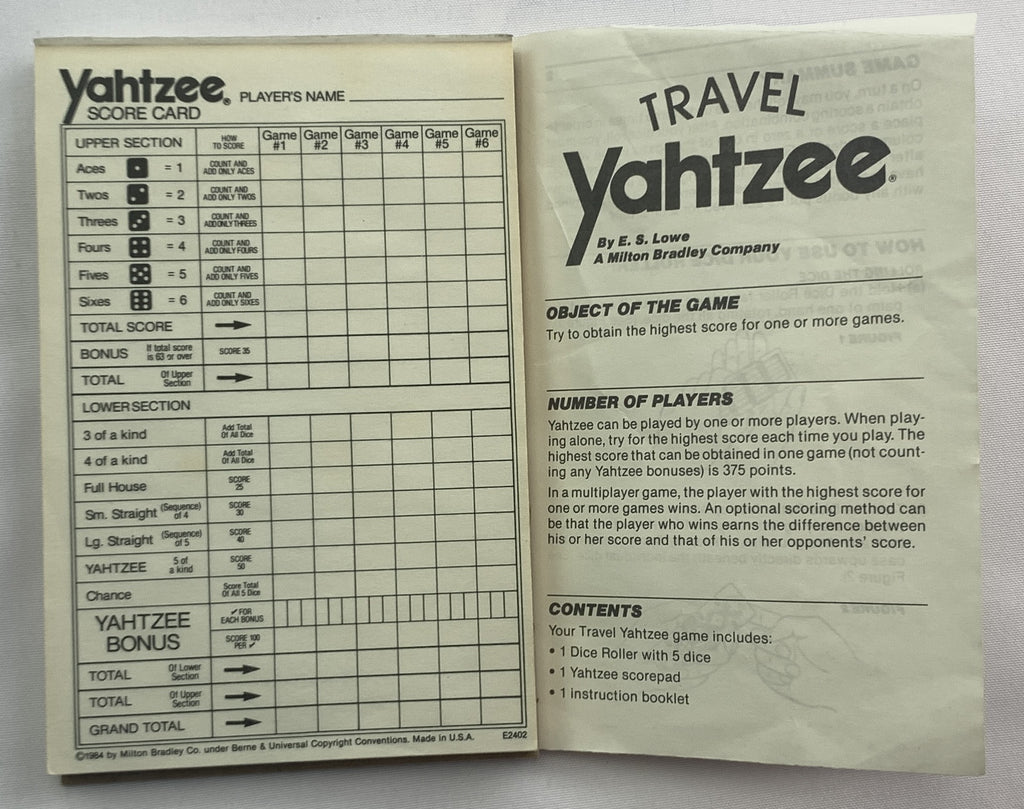 Yahtzee® PLAYER'S NAME
SCORE CARD
UPPER SECTION HOW TO SCORE Game #1 Game #2 Game #3 Game #4 Game #5 Game #6
Aces = 1 COUNT AND ADD ONLY ACES
Twos = 2 COUNT AND ADD ONLY TWOS
Threes = 3 COUNT AND ADD ONLY THREES
Fours = 4 COUNT AND ADD ONLY FOURS
Fives = 5 COUNT AND ADD ONLY FIVES
Sixes = 6 COUNT AND ADD ONLY SIXES
TOTAL SCORE
BONUS If total score is 63 or over SCORE 35
TOTAL Of Upper Section
LOWER SECTION
3 of a kind Add Total Of All Dice
4 of a kind Add Total Of All Dice
Full House SCORE 25
Sm. Straight (Sequence) of 4 SCORE 30
Lg. Straight (Sequence) of 5 SCORE 40
YAHTZEE 5 of a kind SCORE 50
Chance Score Total Of All 5 Dice
YAHTZEE BONUS ✓ FOR EACH BONUS
SCORE 100 PER ✓
TOTAL Of Lower Section
TOTAL Of Upper Section
GRAND TOTAL
©1984 by Milton Bradley Co. under Berne & Universal Copyright Conventions. Made in U.S.A. E2402
TRAVEL
Yahtzee®
By E. S. Lowe
A Milton Bradley Company
OBJECT OF THE GAME
Try to obtain the highest score for one or more games.
NUMBER OF PLAYERS
Yahtzee can be played by one or more players. When play-
ing alone, try for the highest score each time you play. The
highest score that can be obtained in one game (not count-
ing any Yahtzee bonuses) is 375 points.
In a multiplayer game, the player with the highest score for
one or more games wins. An optional scoring method can
be that the player who wins earns the difference between
his or her score and that of his or her opponents' score.
CONTENTS
Your Travel Yahtzee game includes:
• 1 Dice Roller with 5 dice
• 1 Yahtzee scorepad
• 1 instruction booklet